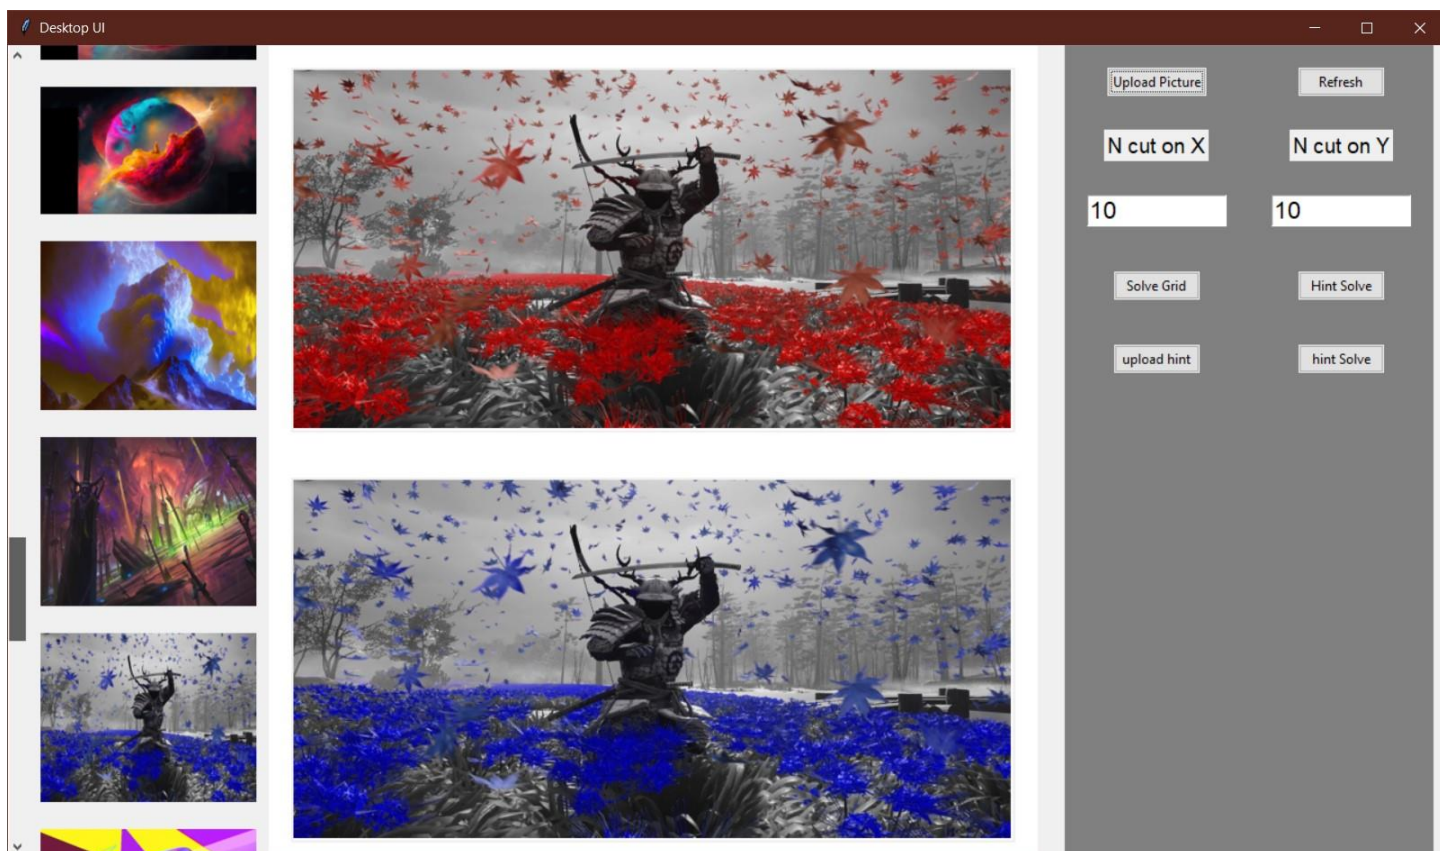 Desktop UI
Upload Picture
Refresh
N cut on X
N cut on Y
10
10
Solve Grid
Hint Solve
upload hint
hint Solve